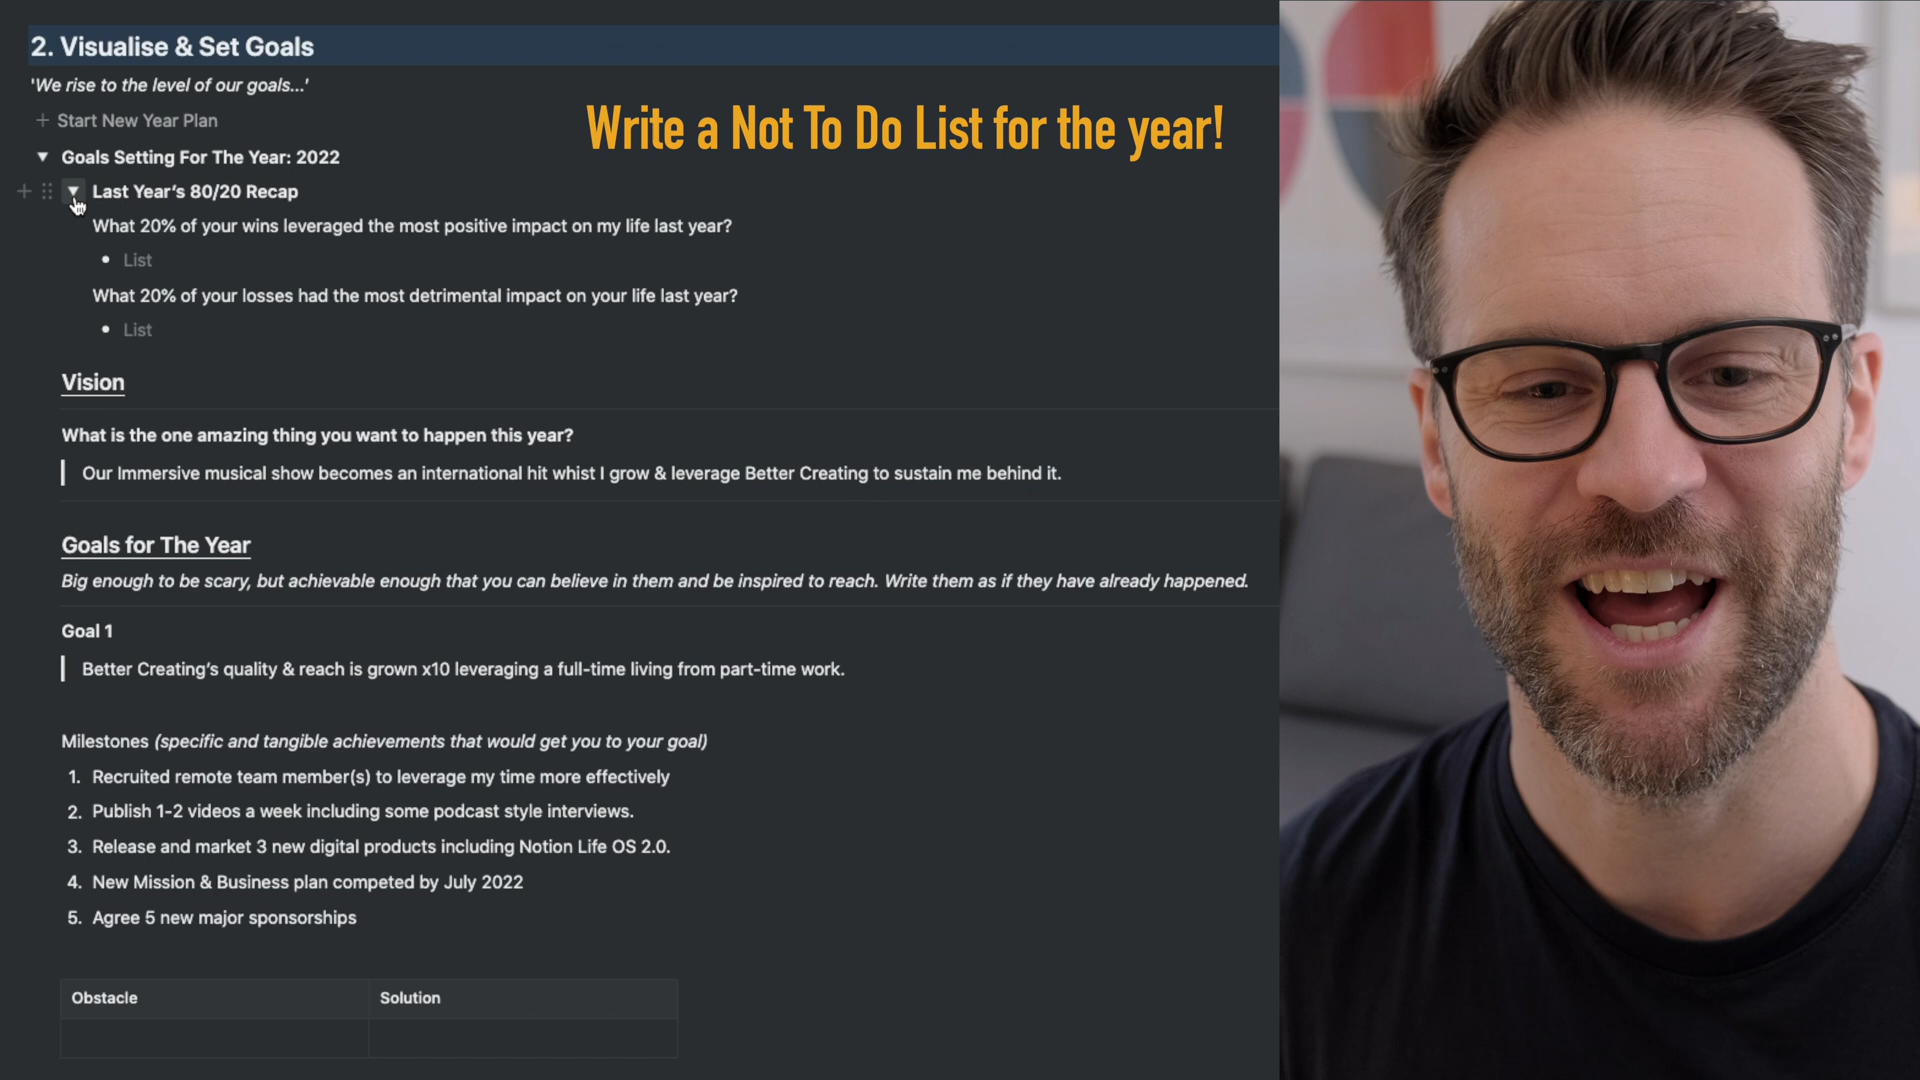 2. Visualise & Set Goals
'We rise to the level of our goals...'
Start New Year Plan
Write a Not To Do List for the year!
Goals Setting For The Year: 2022
Last Year's 80/20 Recap
What 20% of your wins leveraged the most positive impact on my life last year?
• List
What 20% of your losses had the most detrimental impact on your life last year?
• List
Vision
What is the one amazing thing you want to happen this year?
Our Immersive musical show becomes an international hit whist I grow & leverage Better Creating to sustain me behind it.
Goals for The Year
Big enough to be scary, but achievable enough that you can believe in them and be inspired to reach. Write them as if they have already happened.
Goal 1
Better Creating's quality & reach is grown x10 leveraging a full-time living from part-time work.
Milestones (specific and tangible achievements that would get you to your goal)
1. Recruited remote team member(s) to leverage my time more effectively
2. Publish 1-2 videos a week including some podcast style interviews.
3. Release and market 3 new digital products including Notion Life OS 2.0.
4. New Mission & Business plan competed by July 2022
5. Agree 5 new major sponsorships
Obstacle Solution